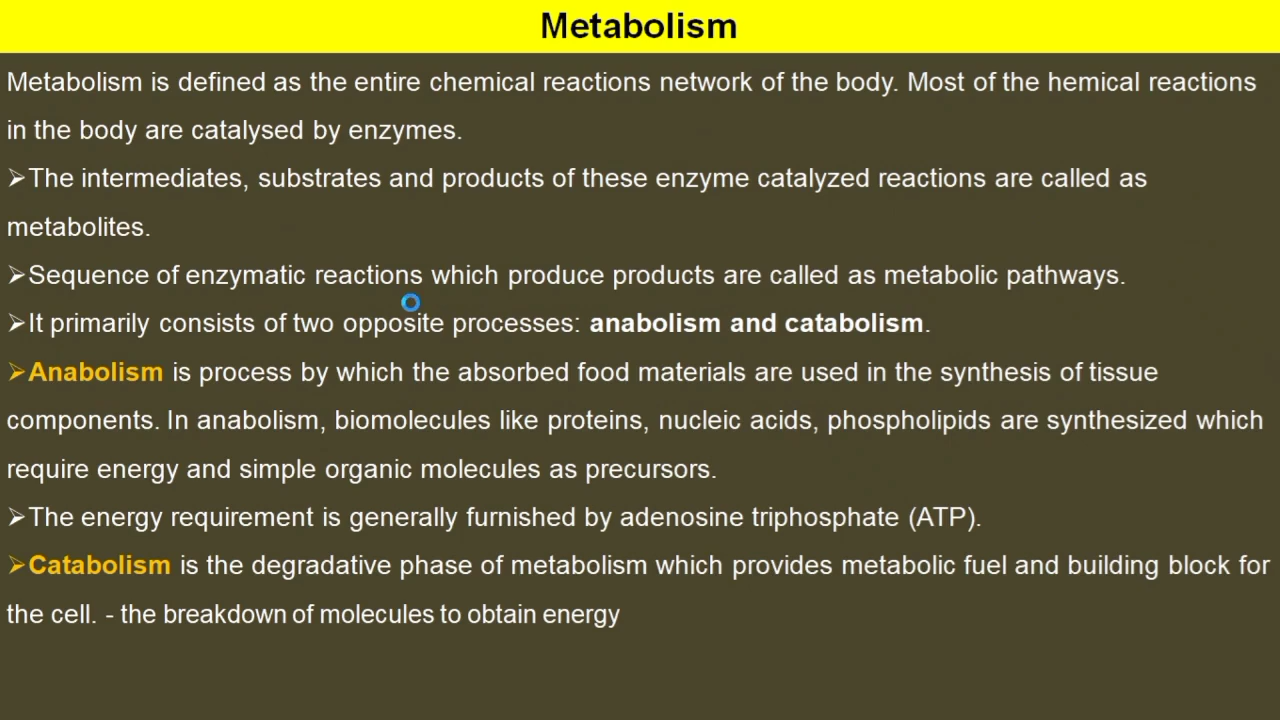 Metabolism
Metabolism is defined as the entire chemical reactions network of the body. Most of the hemical reactions
in the body are catalysed by enzymes.
➢The intermediates, substrates and products of these enzyme catalyzed reactions are called as
metabolites.
➢Sequence of enzymatic reactions which produce products are called as metabolic pathways.
➢It primarily consists of two opposite processes: anabolism and catabolism.
➢Anabolism is process by which the absorbed food materials are used in the synthesis of tissue
components. In anabolism, biomolecules like proteins, nucleic acids, phospholipids are synthesized which
require energy and simple organic molecules as precursors.
➢The energy requirement is generally furnished by adenosine triphosphate (ATP).
➢Catabolism is the degradative phase of metabolism which provides metabolic fuel and building block for
the cell. - the breakdown of molecules to obtain energy